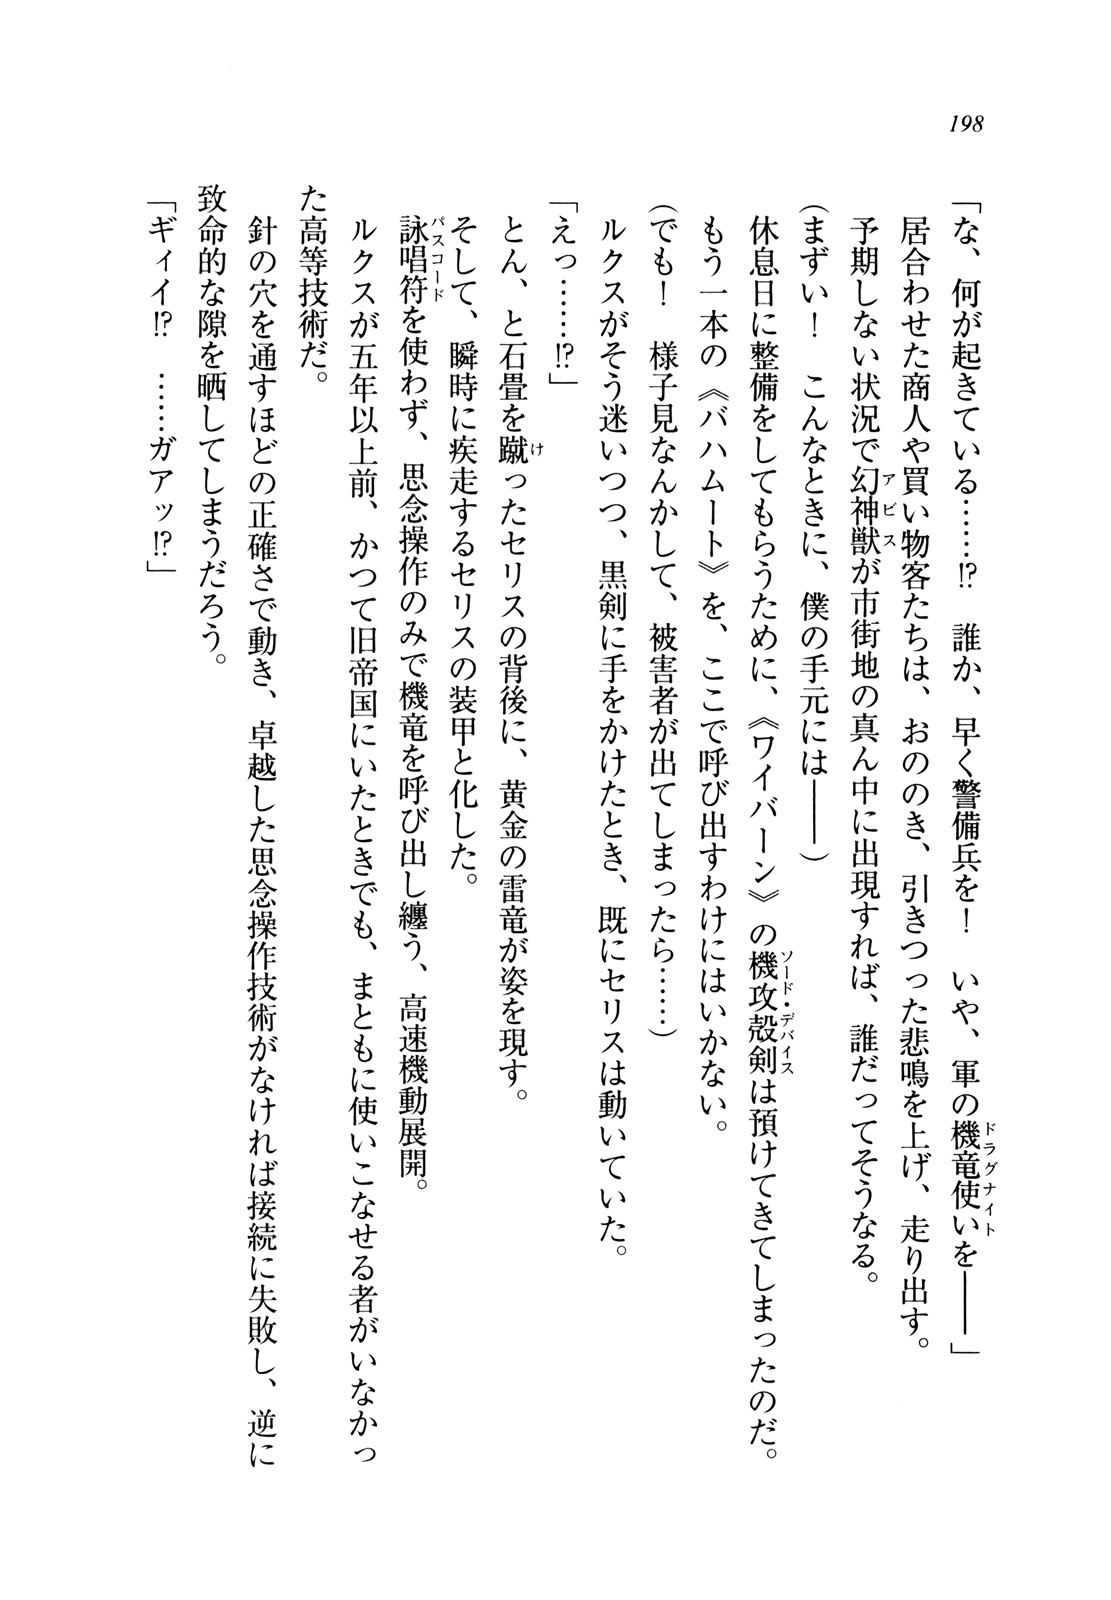 198
「な、何が起きている……!?　誰か、早く警備兵を！　いや、軍の機竜使いを――」
ドラグナイト
居合わせた商人や買い物客たちは、おののき、引きつった悲鳴を上げ、走り出す。
予期しない状況で幻神獣が市街地の真ん中に出現すれば、誰だってそうなる。
アビス
（まずい！　こんなときに、僕の手元には――）
休息日に整備をしてもらうために、《ワイバーン》の機攻殻剣は預けてきてしまったのだ。
ソード・デバイス
もう一本の《バハムート》を、ここで呼び出すわけにはいかない。
（でも！　様子見なんかして、被害者が出てしまったら……）
ルクスがそう迷いつつ、黒剣に手をかけたとき、既にセリスは動いていた。
「えっ……!?」
とん、と石畳を蹴ったセリスの背後に、黄金の雷竜が姿を現す。
け
そして、瞬時に疾走するセリスの装甲と化した。
詠唱符を使わず、思念操作のみで機竜を呼び出し纏う、高速機動展開。
パスコード
ルクスが五年以上前、かつて旧帝国にいたときでも、まともに使いこなせる者がいなかっ
た高等技術だ。
針の穴を通すほどの正確さで動き、卓越した思念操作技術がなければ接続に失敗し、逆に
致命的な隙を晒してしまうだろう。
「ギィイ!?　……ガアッ!?」